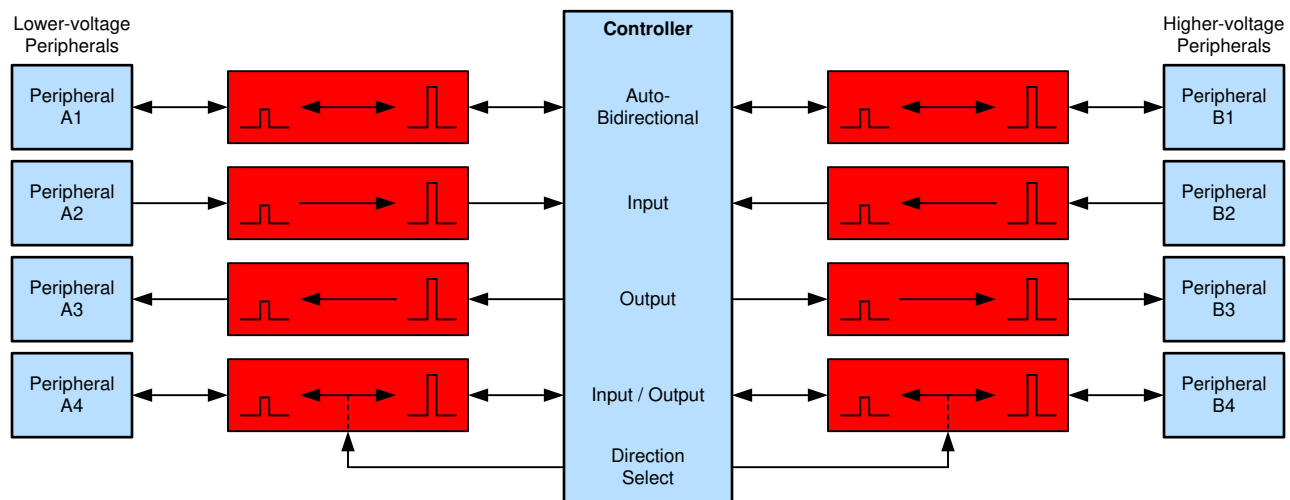 Lower-voltage
Peripherals
Controller
Higher-voltage
Peripherals
Peripheral
A1
Auto-
Bidirectional
Peripheral
B1
Peripheral
A2
Input
Peripheral
B2
Peripheral
A3
Output
Peripheral
B3
Peripheral
A4
Input / Output
Peripheral
B4
Direction
Select